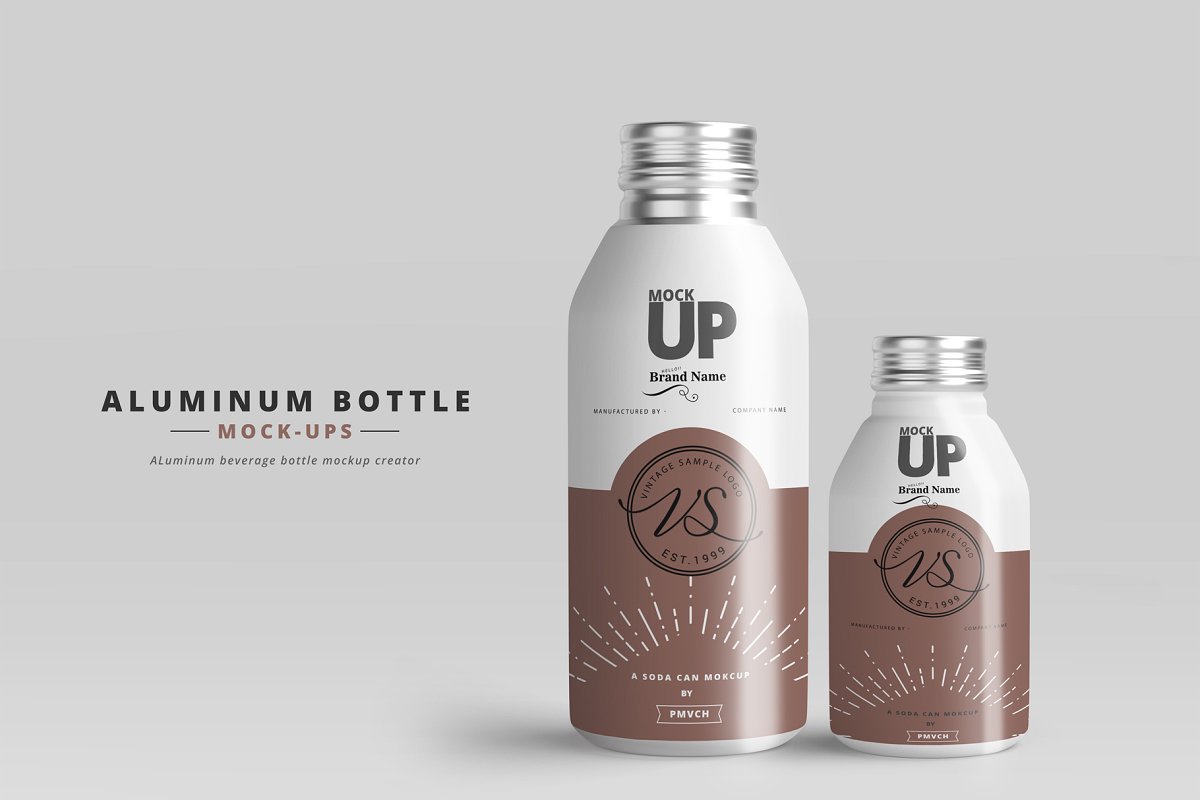 ALUMINUM BOTTLE
MOCK-UPS
ALuminum beverage bottle mockup creator
MOCK
UP
HELLO!!
Brand Name
MANUFACTURED BY - COMPANY NAME
VINTAGE SAMPLE LOGO
VS
EST.1999
A SODA CAN MOKCUP
BY
PMVCH
MOCK
UP
HELLO!!
Brand Name
VINTAGE SAMPLE LOGO
VS
EST.1999
MANUFACTURED BY - COMPANY NAME
A SODA CAN MOKCUP
BY
PMVCH